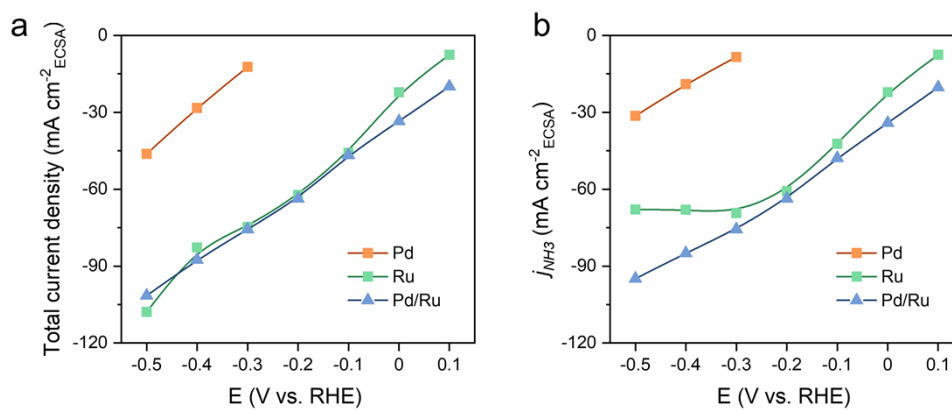 a
Total current density (mA cm⁻²ECSA)
0
-30
-60
-90
-120
Pd
Ru
Pd/Ru
-0.5 -0.4 -0.3 -0.2 -0.1 0 0.1
E (V vs. RHE)
b
jNH3 (mA cm⁻²ECSA)
0
-30
-60
-90
-120
Pd
Ru
Pd/Ru
-0.5 -0.4 -0.3 -0.2 -0.1 0 0.1
E (V vs. RHE)